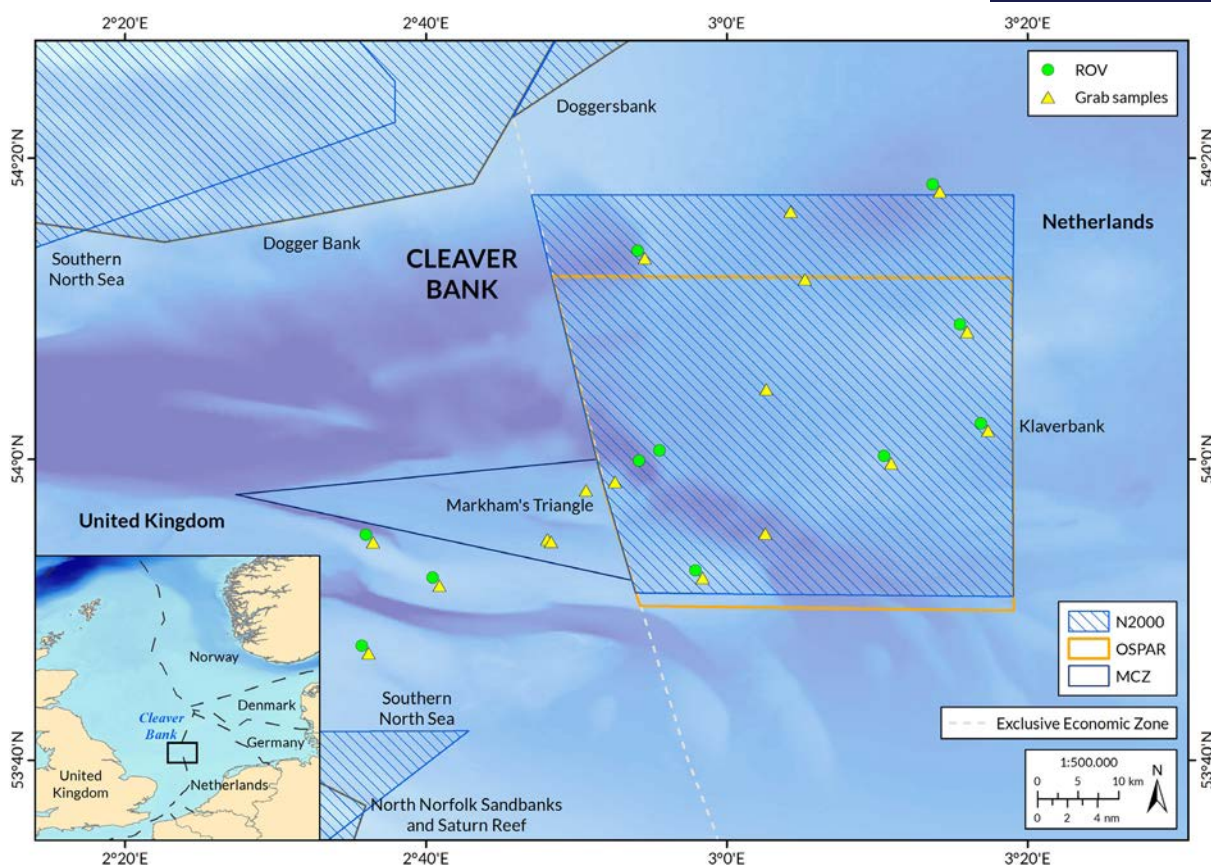 2°20'E
2°40'E
3°0'E
3°20'E
54°20'N
54°20'N
54°0'N
54°0'N
53°40'N
53°40'N
ROV
Grab samples
Doggersbank
Netherlands
Dogger Bank
Southern
North Sea
CLEAVER
BANK
Klaverbank
Markham's Triangle
United Kingdom
N2000
OSPAR
MCZ
Southern
North Sea
Exclusive Economic Zone
1:500.000
0 5 10 km
0 2 4 nm
N
North Norfolk Sandbanks
and Saturn Reef
Norway
Denmark
Cleaver
Bank
Germany
United
Kingdom
Netherlands
2°20'E
2°40'E
3°0'E
3°20'E